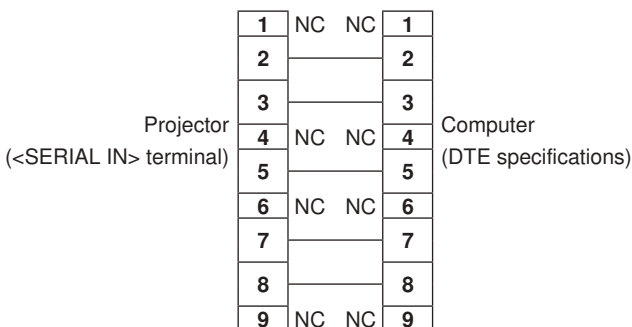 1 NC NC 1
2 2
3 3
Projector
(<SERIAL IN> terminal)
4 NC NC 4
Computer
(DTE specifications)
5 5
6 NC NC 6
7 7
8 8
9 NC NC 9